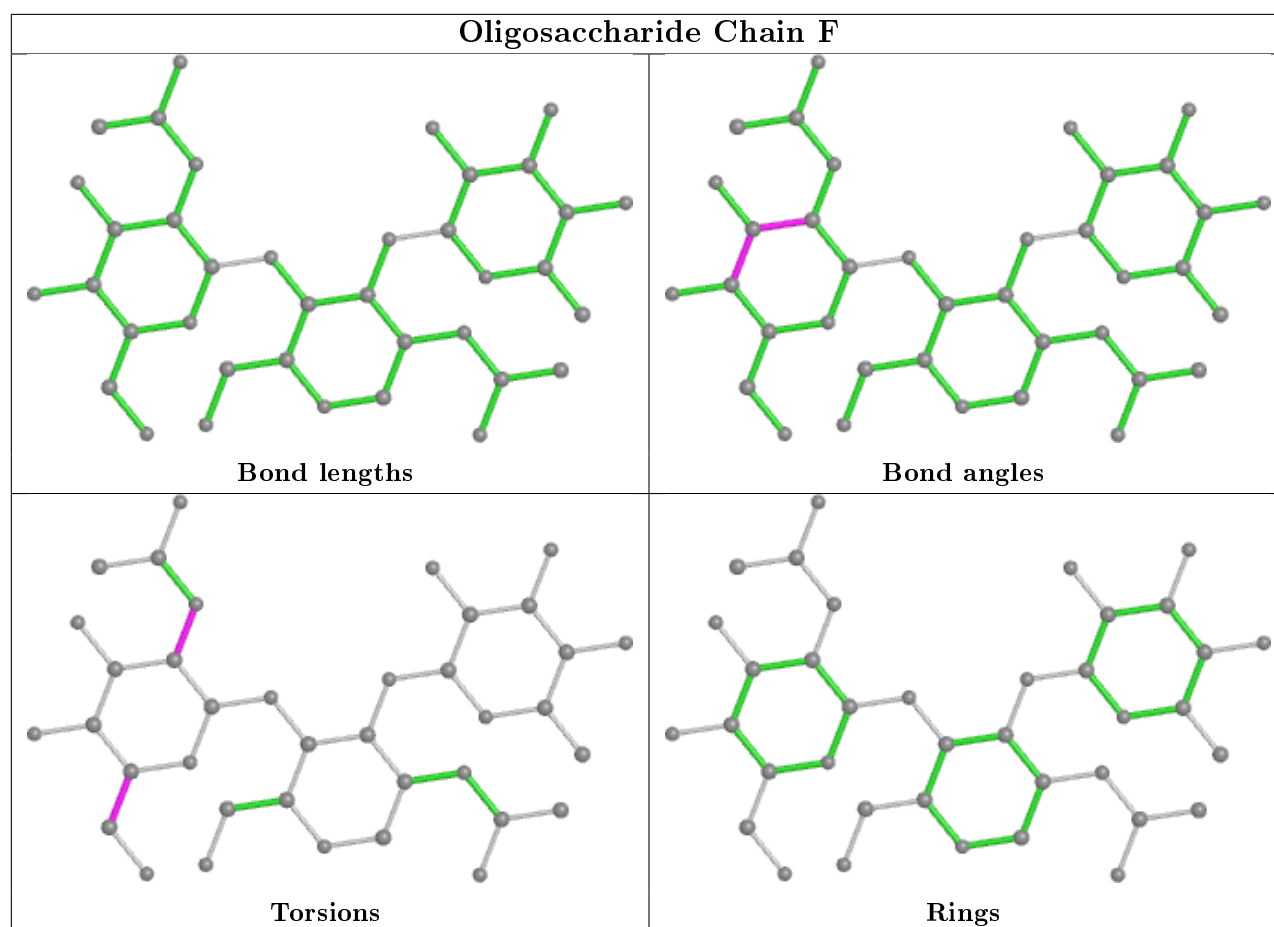 Oligosaccharide Chain F
Bond lengths
Bond angles
Torsions
Rings